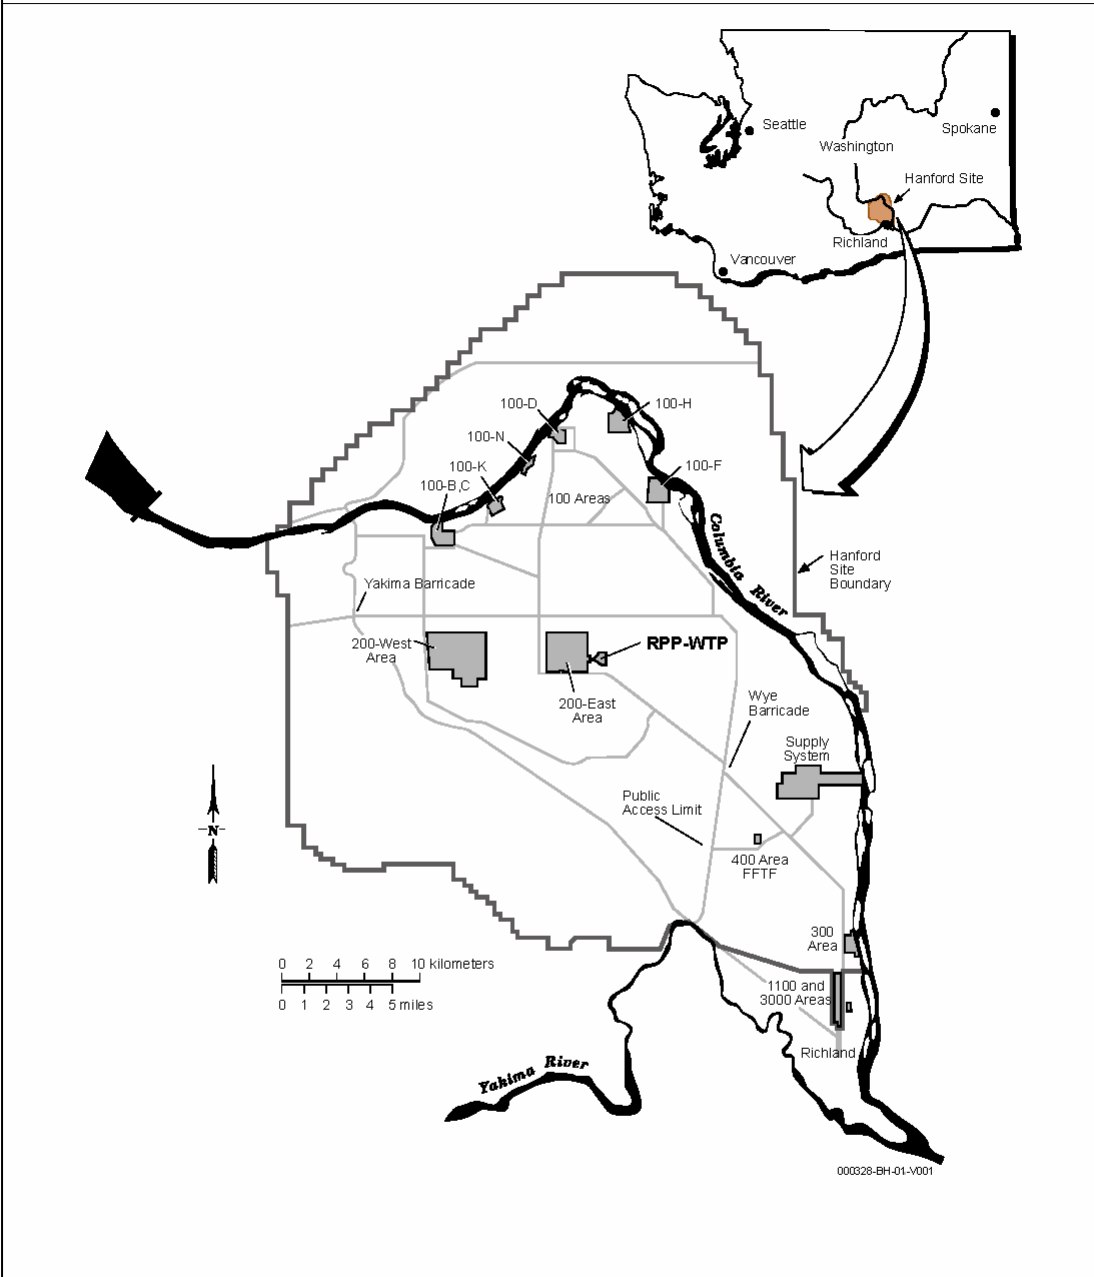 Seattle
Spokane
Washington
Hanford Site
Richland
Vancouver
100-D
100-H
100-N
100-K
100-F
100-B,C
100 Areas
Columbia River
Hanford
Site
Boundary
Yakima Barricade
200-West
Area
RPP-WTP
200-East
Area
Wye
Barricade
Supply
System
Public
Access Limit
N
400 Area
FFTF
300
Area
0 2 4 6 8 10 kilometers
0 1 2 3 4 5 miles
1100 and
3000 Areas
Richland
Yakima River
000328-BH-01-V001